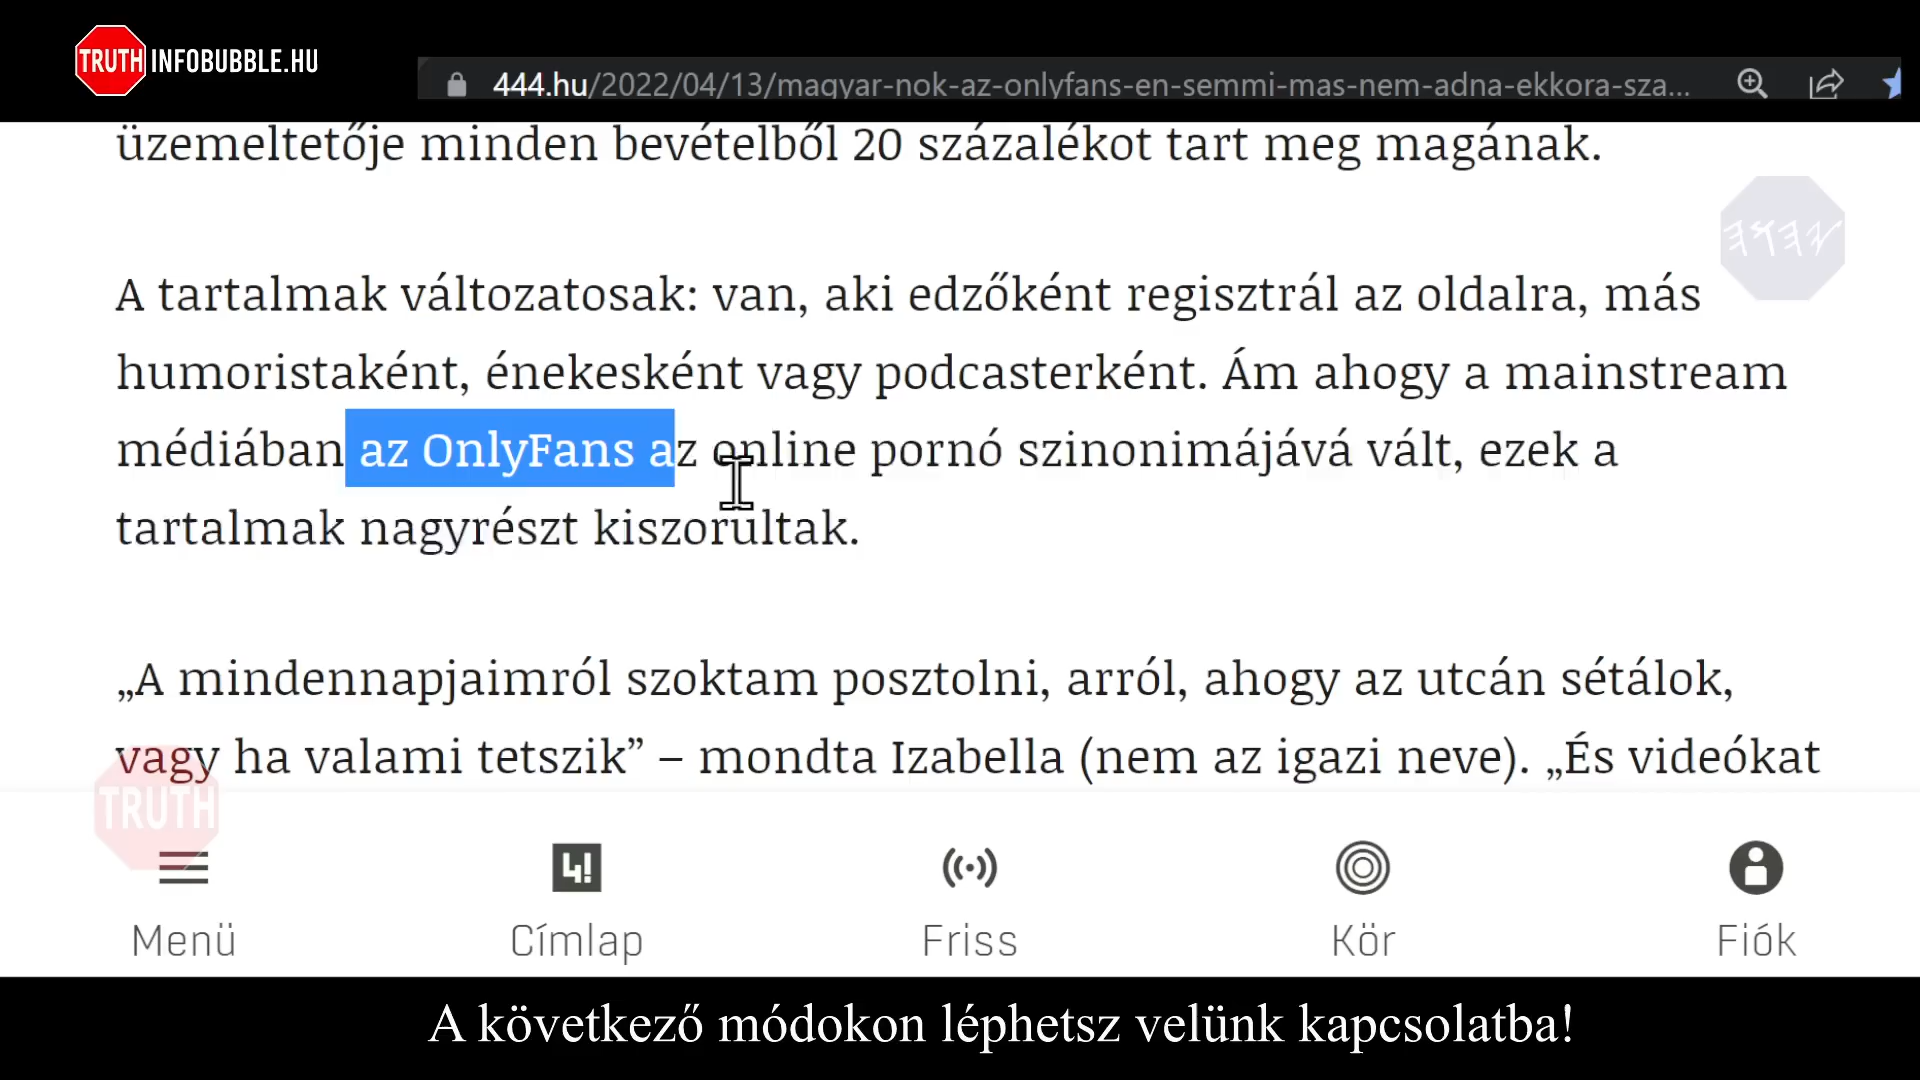 TRUTH INFOBUBBLE.HU
444.hu/2022/04/13/magyar-nok-az-onlyfans-en-semmi-mas-nem-adna-ekkora-sza...
üzemeltetője minden bevételből 20 százalékot tart meg magának.
A tartalmak változatosak: van, aki edzőként regisztrál az oldalra, más
humoristaként, énekesként vagy podcasterként. Ám ahogy a mainstream
médiában az OnlyFans az online pornó szinonimájává vált, ezek a
tartalmak nagyrészt kiszorultak.
„A mindennapjaimról szoktam posztolni, arról, ahogy az utcán sétálok,
vagy ha valami tetszik” – mondta Izabella (nem az igazi neve). „És videókat
TRUTH
4!
Menü
Címlap
Friss
Kör
Fiók
A következő módokon léphetsz velünk kapcsolatba!